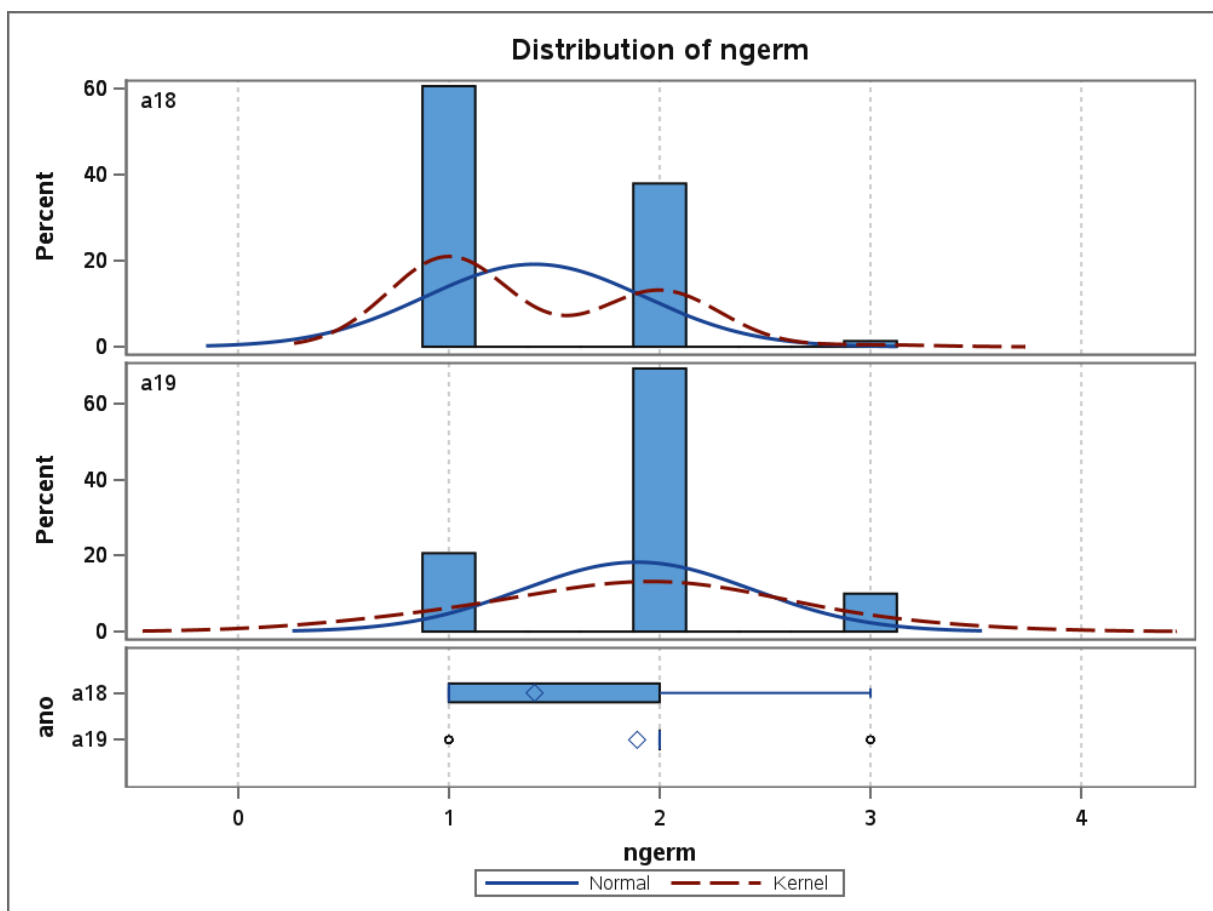 Distribution of ngerm
a18
Percent
60
40
20
0
a19
Percent
60
40
20
0
ano
a18
a19
0 1 2 3 4
ngerm
Normal Kernel